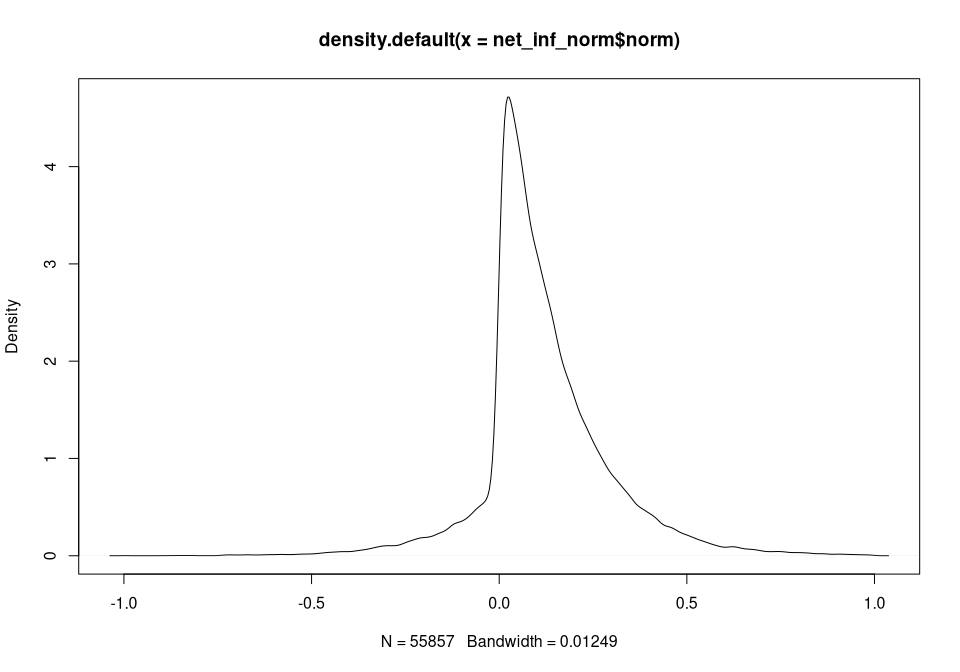 density.default(x = net_inf_norm$norm)
Density
4
3
2
1
0
-1.0 -0.5 0.0 0.5 1.0
N = 55857 Bandwidth = 0.01249